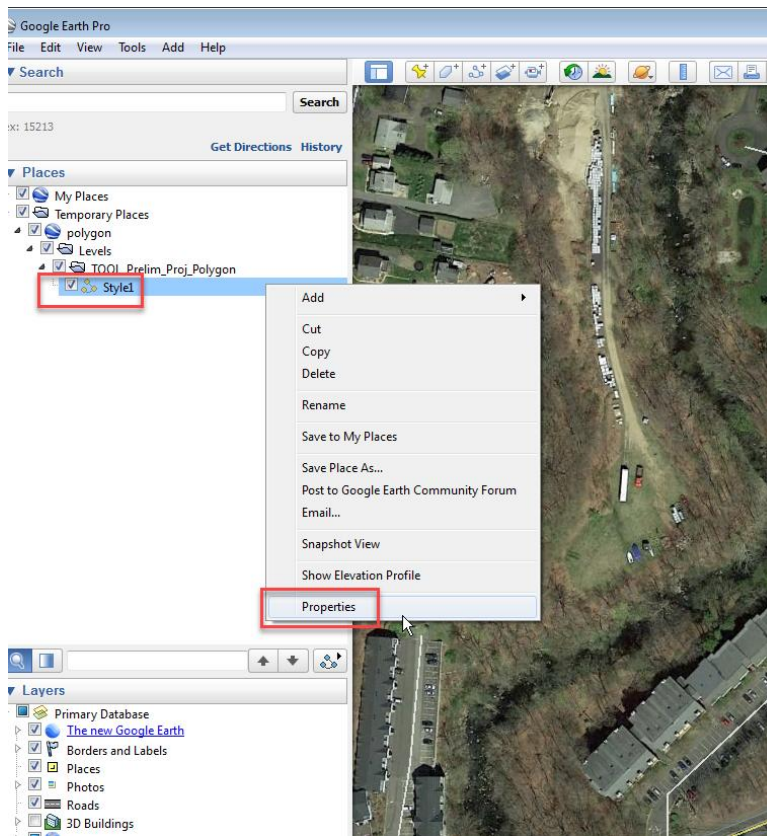 Google Earth Pro
File Edit View Tools Add Help
Search
Search
ex: 15213
Get Directions History
Places
My Places
Temporary Places
polygon
Levels
TOOL_Prelim_Proj_Polygon
Style1
Add
Cut
Copy
Delete
Rename
Save to My Places
Save Place As...
Post to Google Earth Community Forum
Email...
Snapshot View
Show Elevation Profile
Properties
Layers
Primary Database
The new Google Earth
Borders and Labels
Places
Photos
Roads
3D Buildings